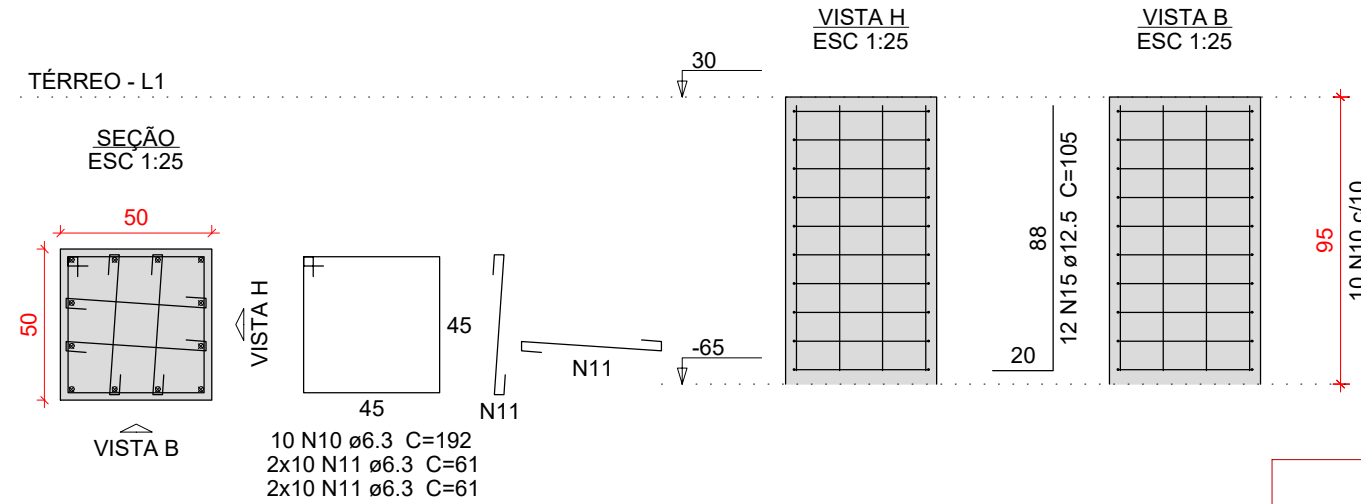 VISTA H
ESC 1:25
VISTA B
ESC 1:25
30
TÉRREO - L1
SEÇÃO
ESC 1:25
50
50
VISTA H
VISTA B
45
45
N11
N11
10 N10 ø6.3 C=192
2x10 N11 ø6.3 C=61
2x10 N11 ø6.3 C=61
-65
88
20
12 N15 ø12.5 C=105
95
10 N10 c/10